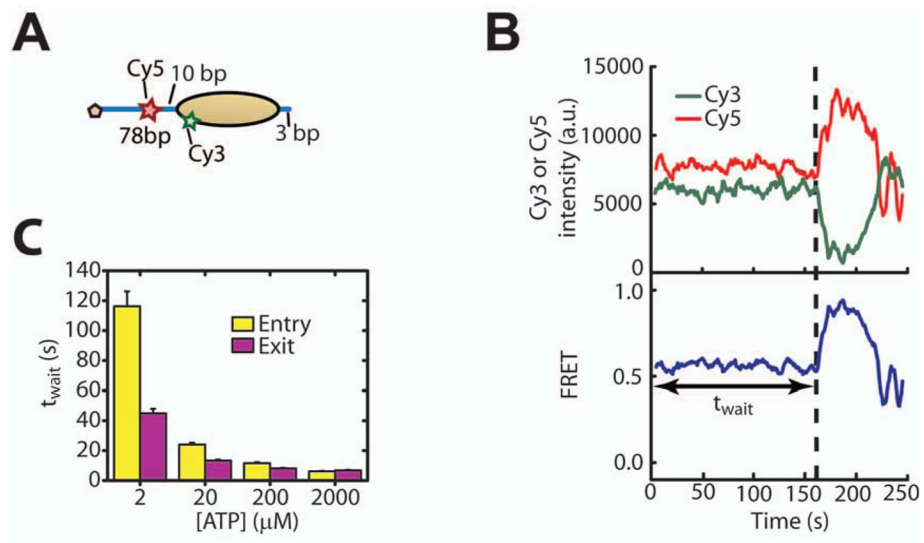 A
Cy5
10 bp
78bp
Cy3
3 bp
B
15000
10000
5000
0
Cy3 or Cy5
intensity (a.u.)
Cy3
Cy5
1.0
0.5
0.0
FRET
twait
0 50 100 150 200 250
Time (s)
C
140
120
100
80
60
40
20
0
twait (s)
Entry
Exit
2 20 200 2000
[ATP] (μM)